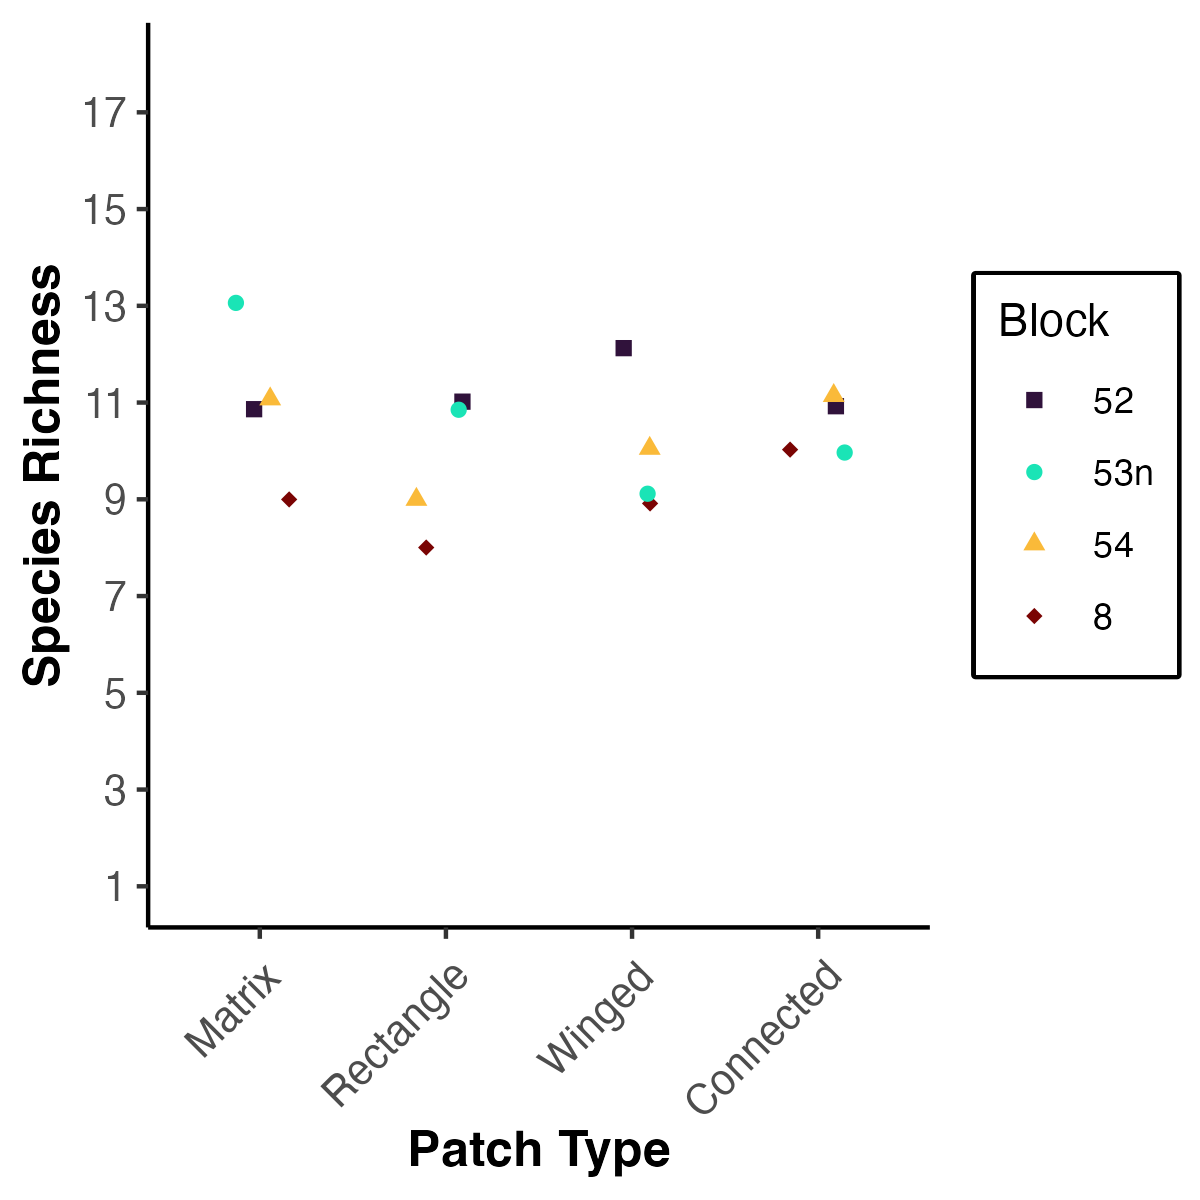 17
15
13
11
9
7
5
3
1
Species Richness
Matrix
Rectangle
Winged
Connected
Patch Type
Block
52
53n
54
8